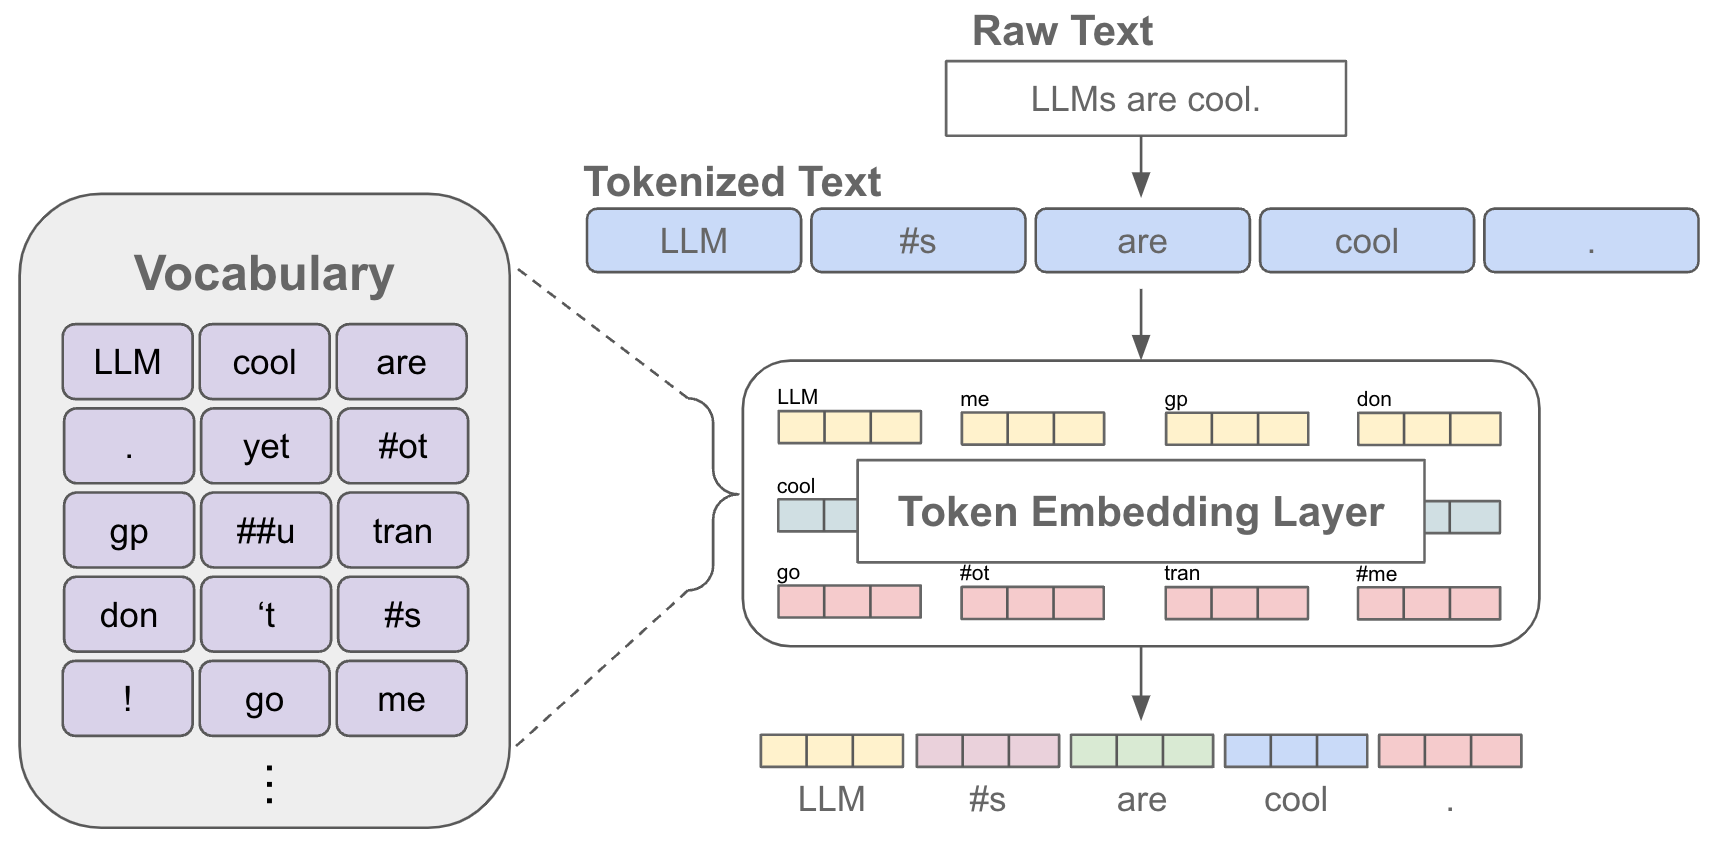 Raw Text
LLMs are cool.
Tokenized Text
LLM #s are cool .
Vocabulary
LLM cool are
. yet #ot
gp ##u tran
don ‘t #s
! go me
⋮
LLM me gp don
cool
Token Embedding Layer
go #ot tran #me
LLM #s are cool .